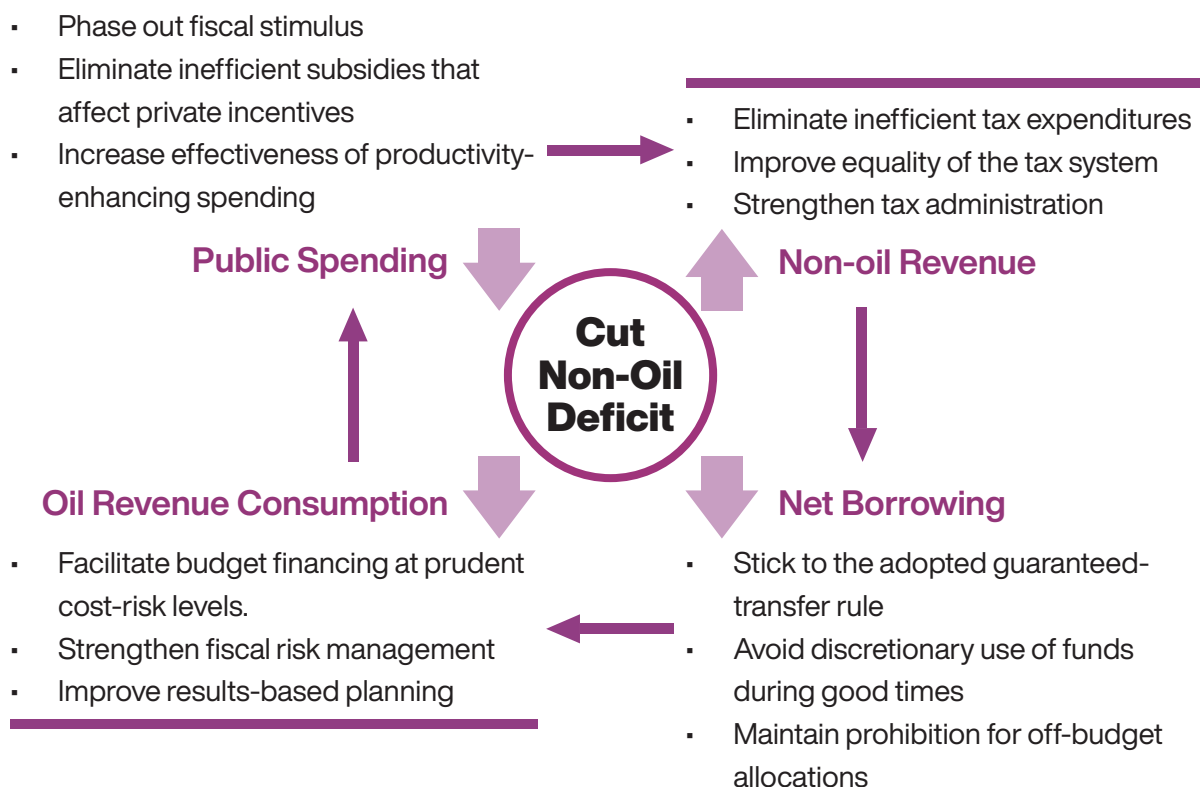 ▪ Phase out fiscal stimulus
▪ Eliminate inefficient subsidies that
affect private incentives
▪ Increase effectiveness of productivity-
enhancing spending
Public Spending
▪ Eliminate inefficient tax expenditures
▪ Improve equality of the tax system
▪ Strengthen tax administration
Non-oil Revenue
Cut
Non-Oil
Deficit
Oil Revenue Consumption
▪ Facilitate budget financing at prudent
cost-risk levels.
▪ Strengthen fiscal risk management
▪ Improve results-based planning
Net Borrowing
▪ Stick to the adopted guaranteed-
transfer rule
▪ Avoid discretionary use of funds
during good times
▪ Maintain prohibition for off-budget
allocations